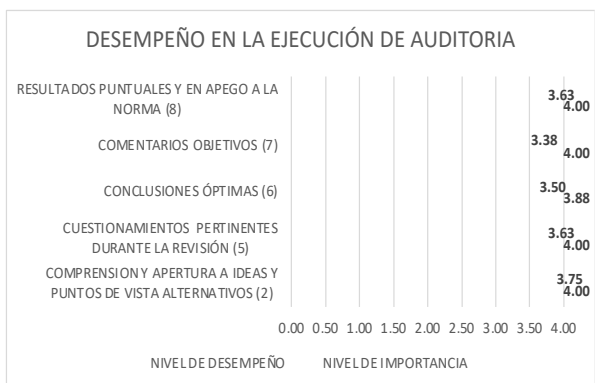 DESEMPEÑO EN LA EJECUCIÓN DE AUDITORIA
RESULTADOS PUNTUALES Y EN APEGO A LA
NORMA (8)
3.63
4.00
COMENTARIOS OBJETIVOS (7)
3.38
4.00
CONCLUSIONES ÓPTIMAS (6)
3.50
3.88
CUESTIONAMIENTOS PERTINENTES
DURANTE LA REVISIÓN (5)
3.63
4.00
COMPRENSION Y APERTURA A IDEAS Y
PUNTOS DE VISTA ALTERNATIVOS (2)
3.75
4.00
0.00 0.50 1.00 1.50 2.00 2.50 3.00 3.50 4.00
NIVEL DE DESEMPEÑO NIVEL DE IMPORTANCIA